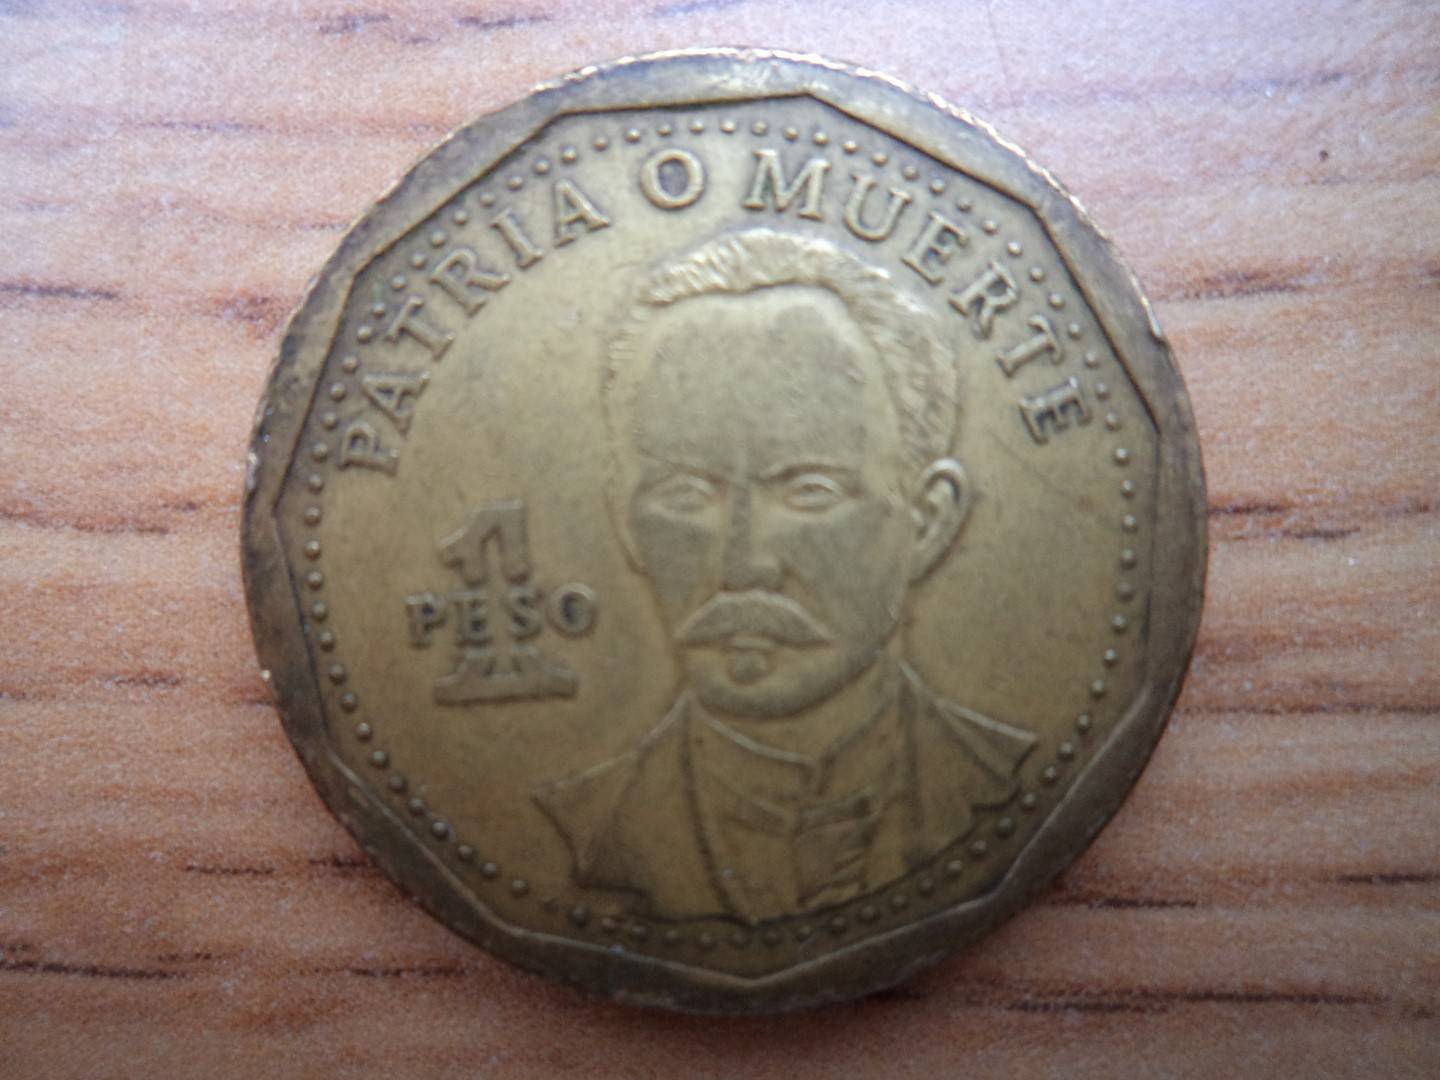 PATRIA O MUERTE
1
PESO